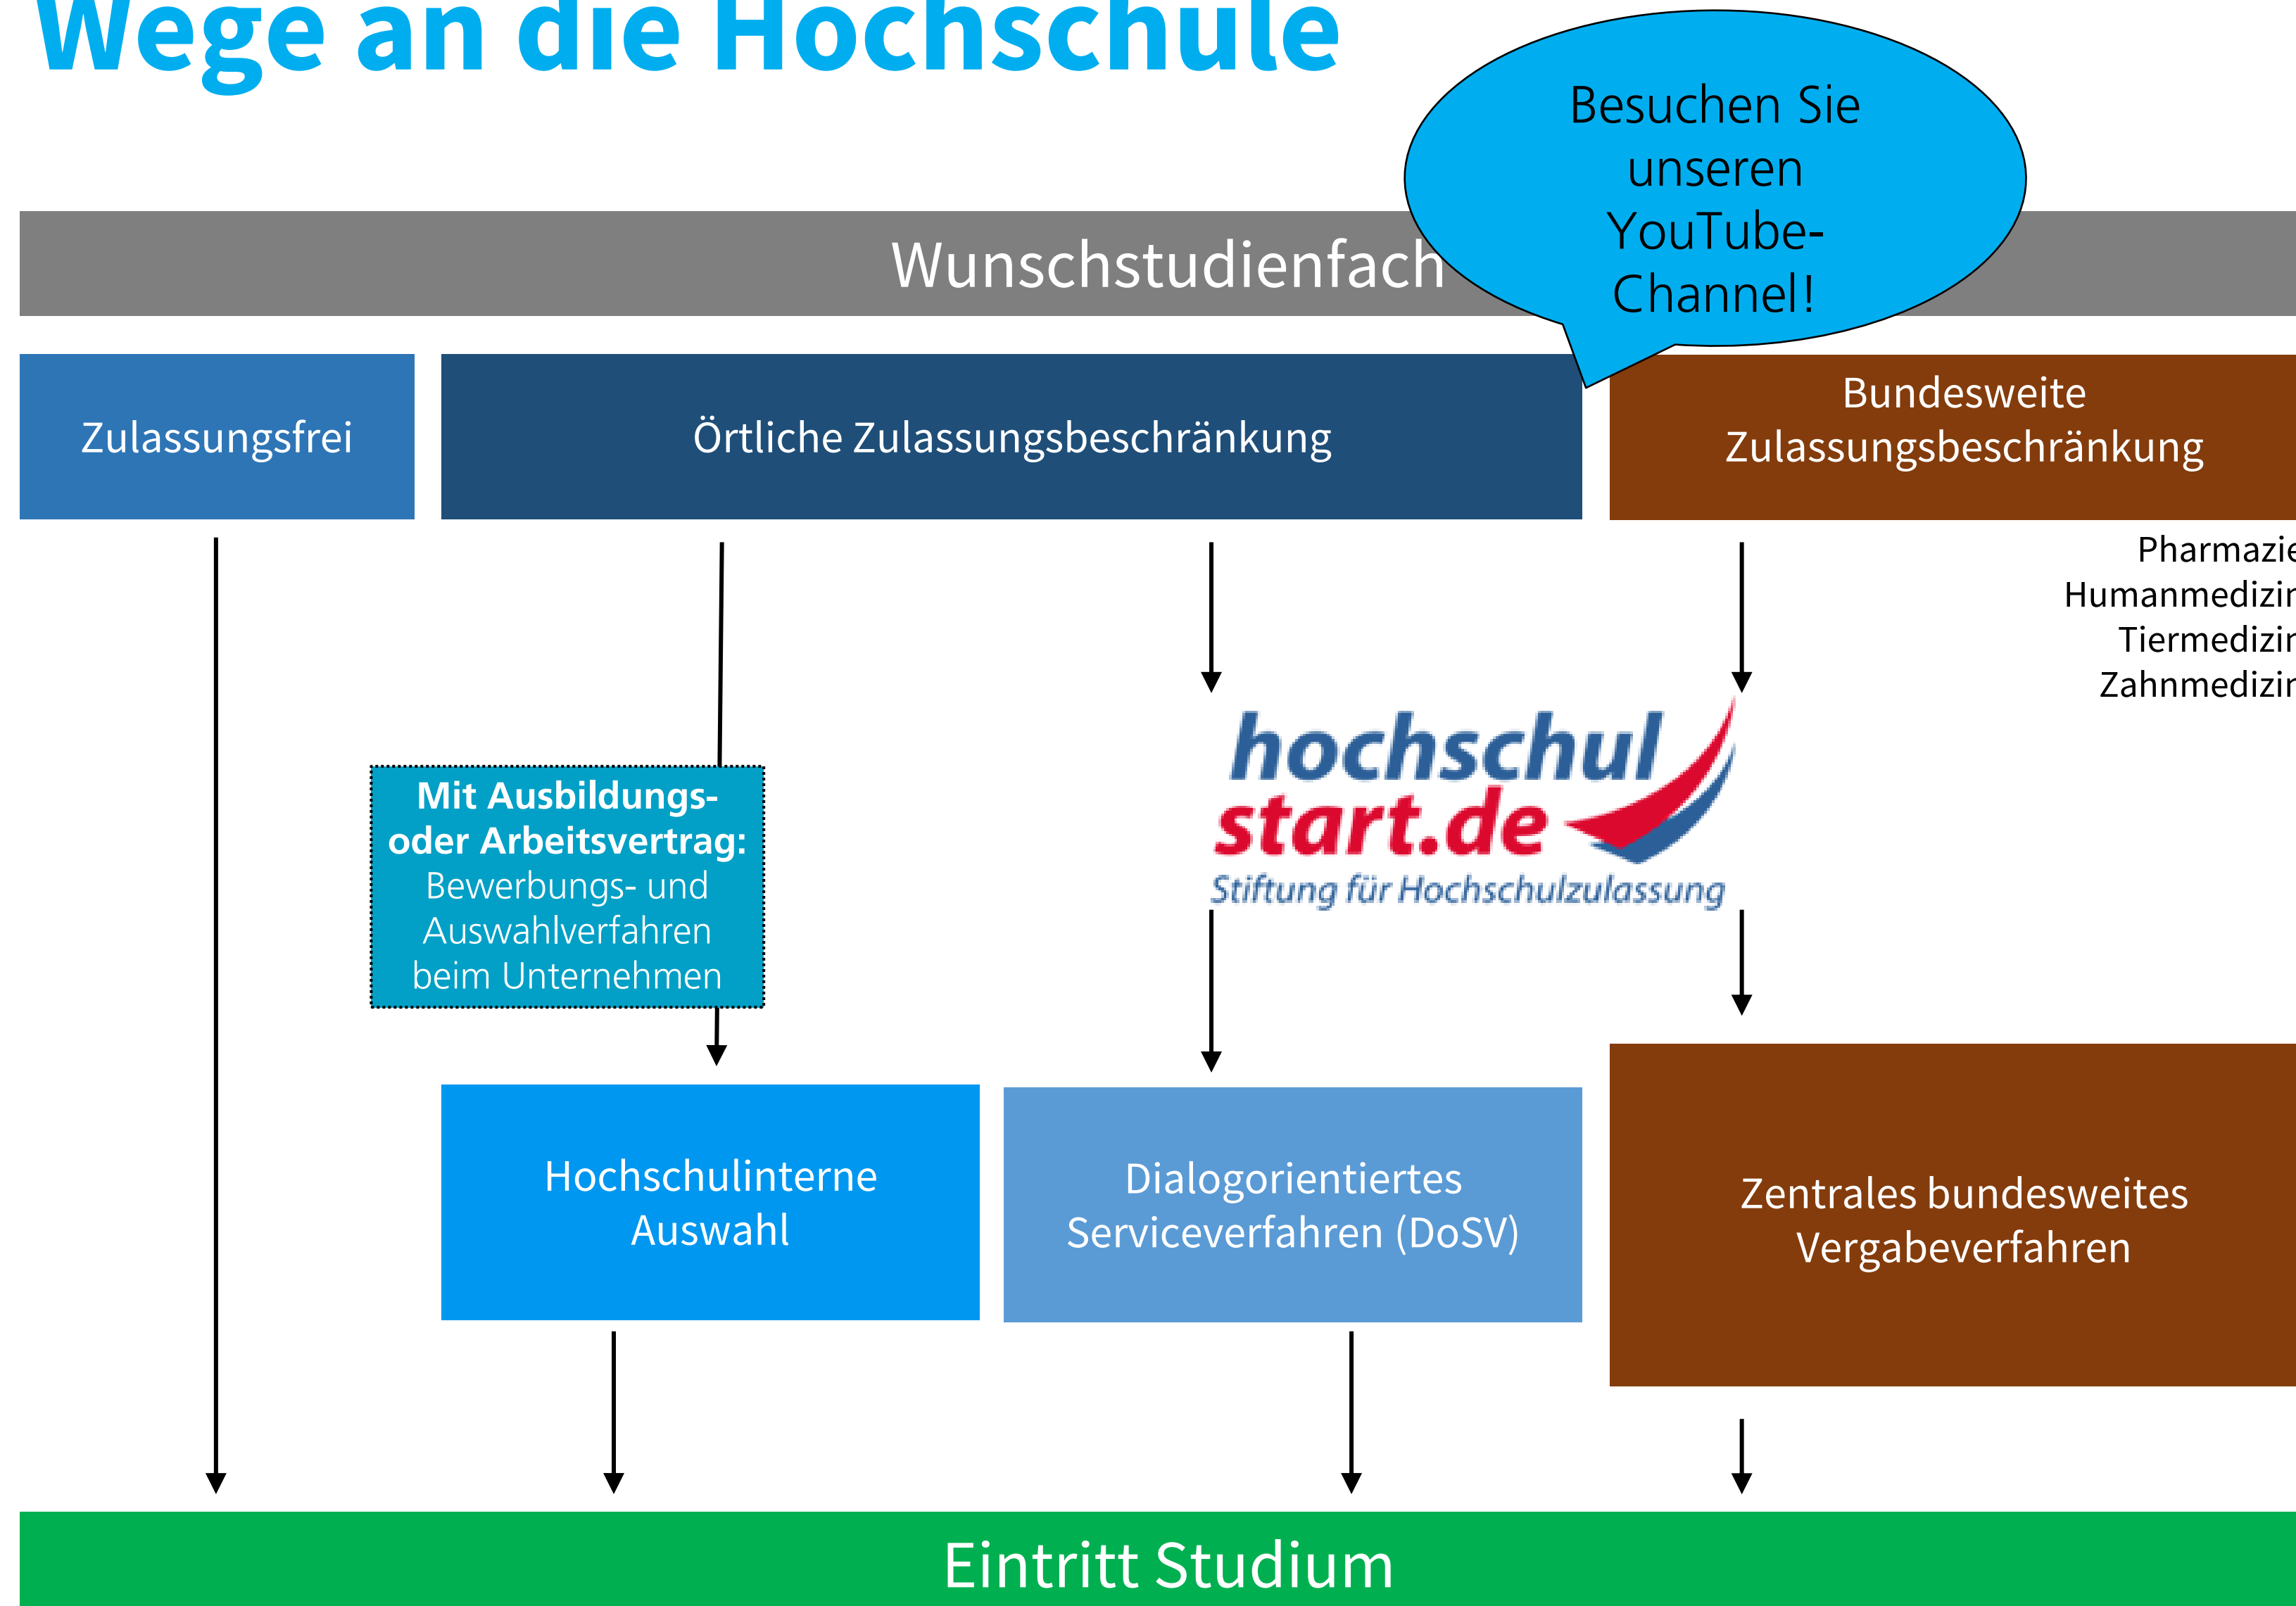 Wege an die Hochschule
Besuchen Sie
unseren
YouTube-
Channel!
Wunschstudienfach
Zulassungsfrei
Örtliche Zulassungsbeschränkung
Bundesweite
Zulassungsbeschränkung
Pharmazie
Humanmedizin
Tiermedizin
Zahnmedizin
hochschul
start.de
Stiftung für Hochschulzulassung
Mit Ausbildungs-
oder Arbeitsvertrag:
Bewerbungs- und
Auswahlverfahren
beim Unternehmen
Hochschulinterne
Auswahl
Dialogorientiertes
Serviceverfahren (DoSV)
Zentrales bundesweites
Vergabeverfahren
Eintritt Studium